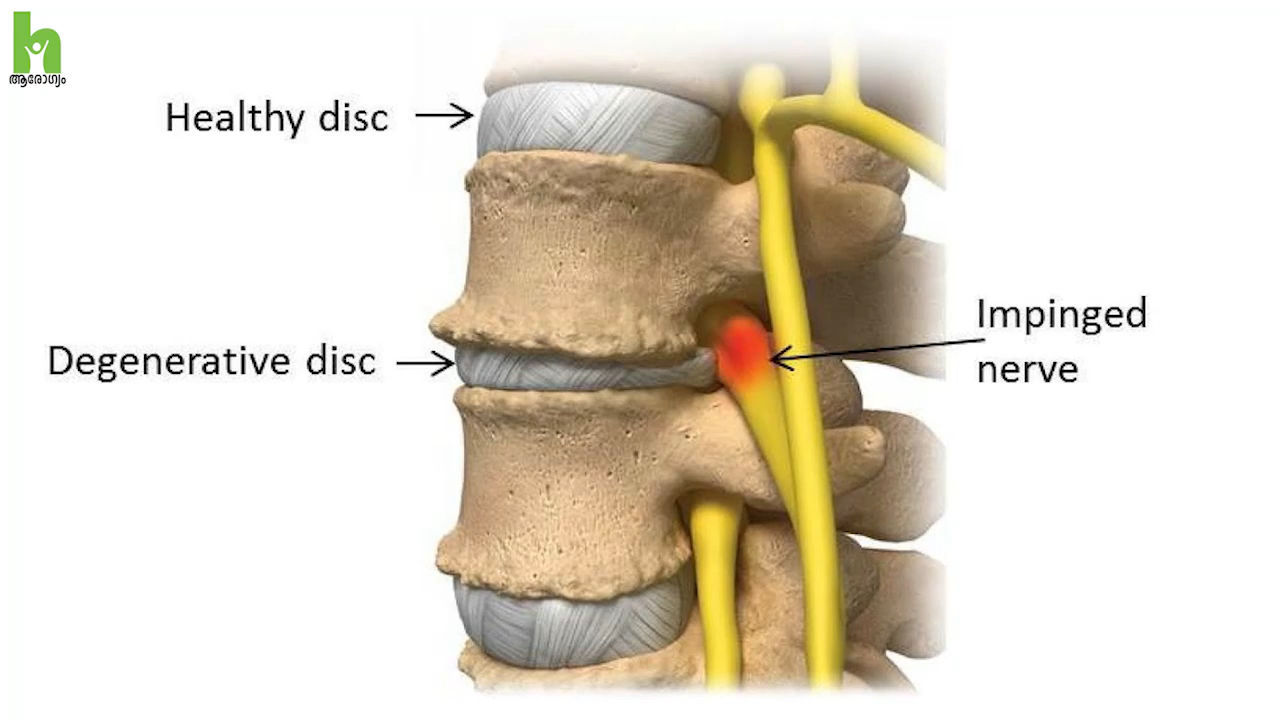 h
ആരോഗ്യം
Healthy disc
Degenerative disc
Impinged
nerve